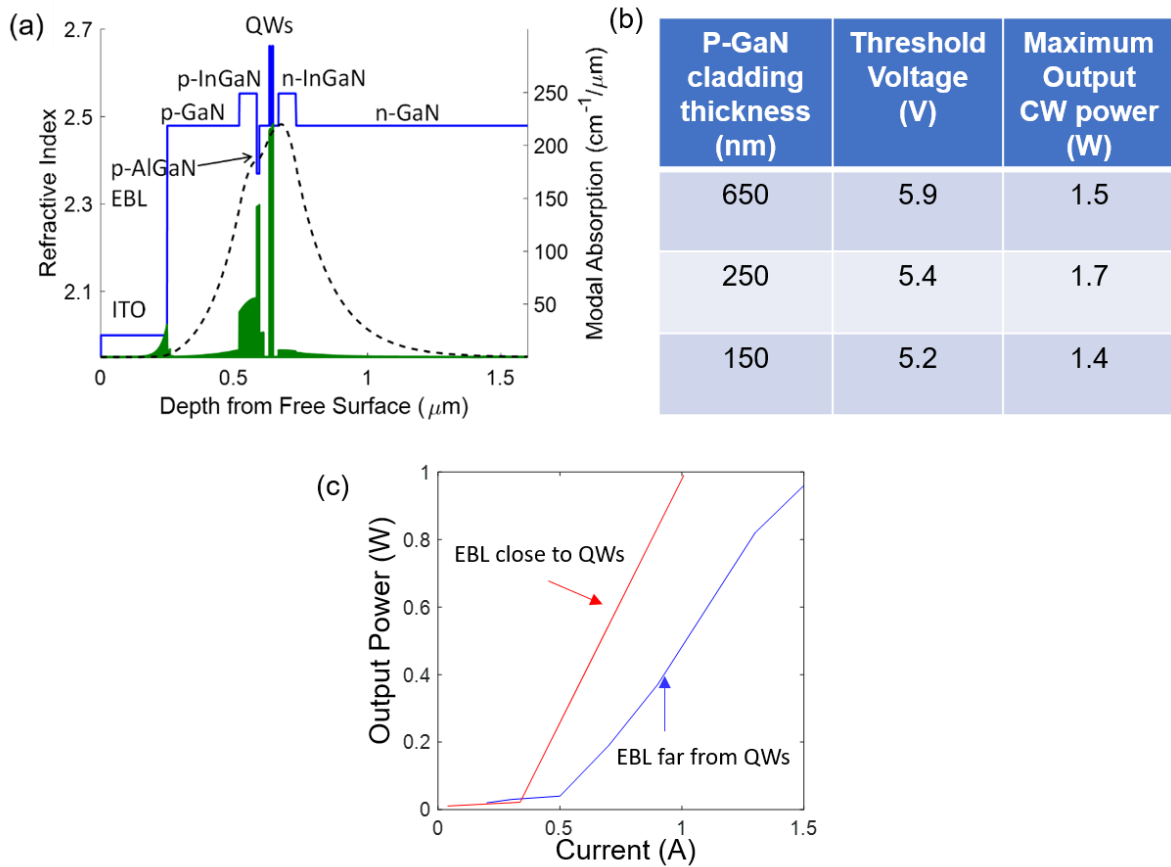 (a)
QWs
2.7
2.5
2.3
2.1
Refractive Index
p-InGaN
n-InGaN
p-GaN
n-GaN
p-AlGaN
EBL
ITO
250
200
150
100
50
Modal Absorption (cm⁻¹/μm)
0
0.5
1
1.5
Depth from Free Surface (μm)
(b)
P-GaN cladding thickness (nm)
Threshold Voltage (V)
Maximum Output CW power (W)
650 5.9 1.5
250 5.4 1.7
150 5.2 1.4
(c)
1
0.8
0.6
0.4
0.2
0
Output Power (W)
EBL close to QWs
EBL far from QWs
0
0.5
1
1.5
Current (A)